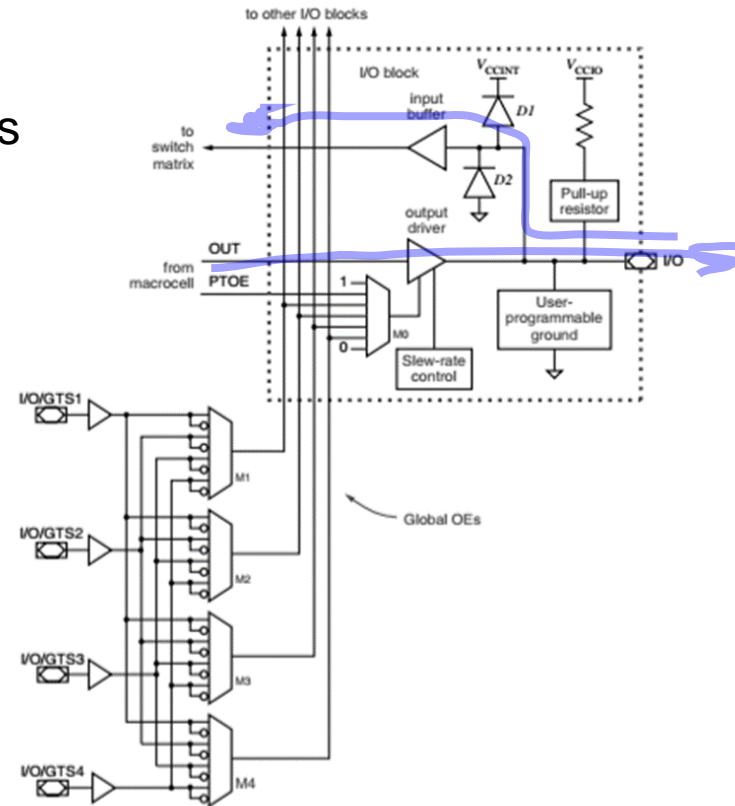 to other I/O blocks
I/O block
VCCINT
VCCIO
input
buffer
D1
s
to
switch
matrix
D2
Pull-up
resistor
output
driver
OUT
from
macrocell
PTOE
I/O
1
M0
0
User-
programmable
ground
Slew-rate
control
I/O/GTS1
M1
Global OEs
I/O/GTS2
M2
I/O/GTS3
M3
I/O/GTS4
M4